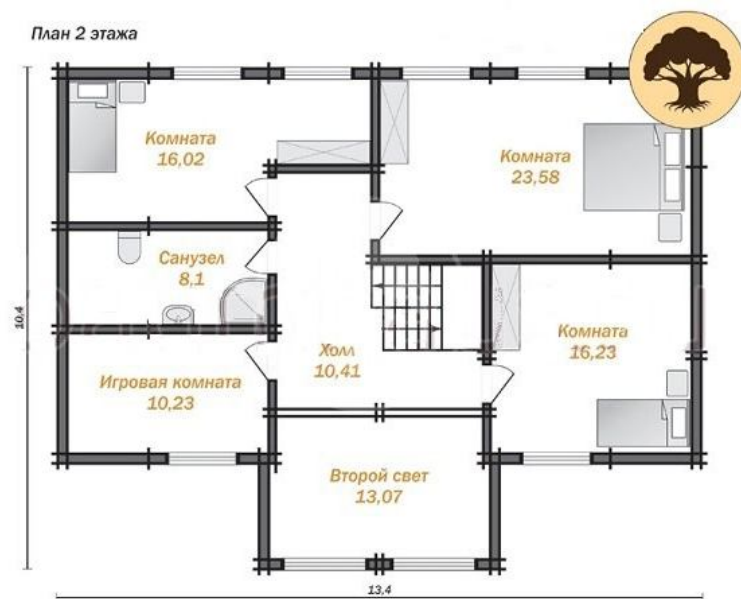 План 2 этажа
Комната
16,02
Комната
23,58
Санузел
8,1
Холл
10,41
Комната
16,23
Игровая комната
10,23
Второй свет
13,07
10,4
13,4